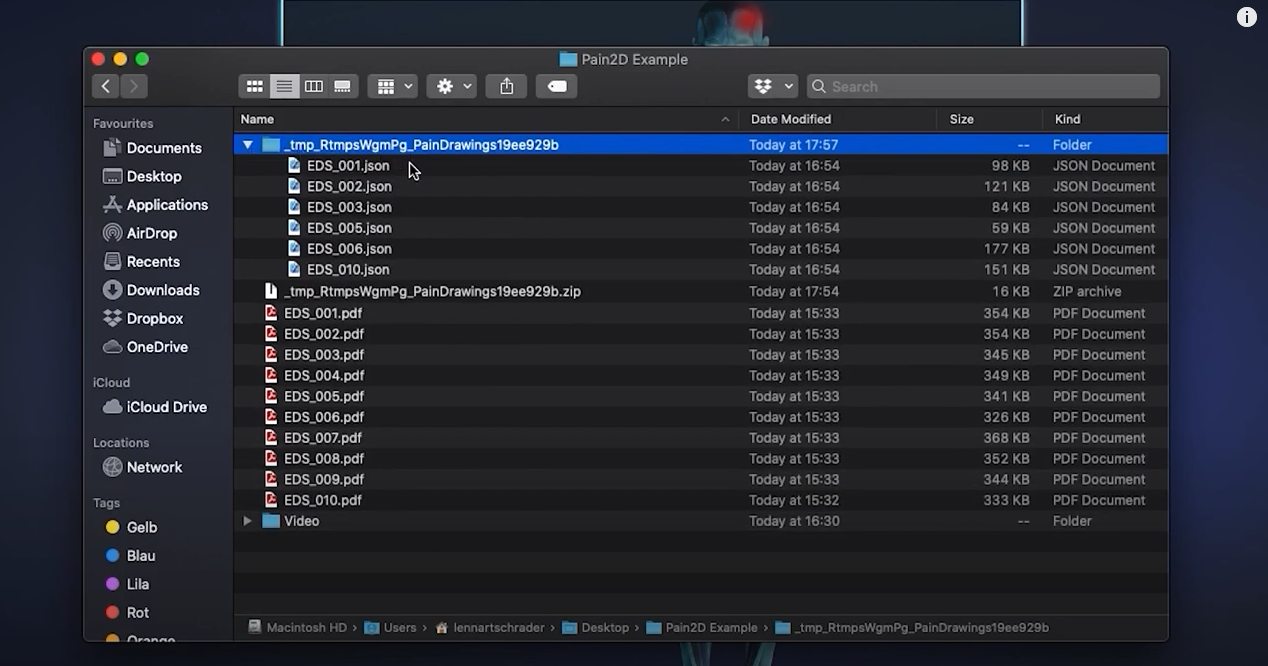 i
Pain2D Example
Search
Favourites
Documents
Desktop
Applications
AirDrop
Recents
Downloads
Dropbox
OneDrive
iCloud
iCloud Drive
Locations
Network
Tags
Gelb
Blau
Lila
Rot
Orange
Name Date Modified Size Kind
_tmp_RtmpsWgmPg_PainDrawings19ee929b Today at 17:57 -- Folder
EDS_001.json Today at 16:54 98 KB JSON Document
EDS_002.json Today at 16:54 121 KB JSON Document
EDS_003.json Today at 16:54 84 KB JSON Document
EDS_005.json Today at 16:54 59 KB JSON Document
EDS_006.json Today at 16:54 177 KB JSON Document
EDS_010.json Today at 16:54 151 KB JSON Document
_tmp_RtmpsWgmPg_PainDrawings19ee929b.zip Today at 17:54 16 KB ZIP archive
EDS_001.pdf Today at 15:33 354 KB PDF Document
EDS_002.pdf Today at 15:33 354 KB PDF Document
EDS_003.pdf Today at 15:33 345 KB PDF Document
EDS_004.pdf Today at 15:33 349 KB PDF Document
EDS_005.pdf Today at 15:33 341 KB PDF Document
EDS_006.pdf Today at 15:33 326 KB PDF Document
EDS_007.pdf Today at 15:33 368 KB PDF Document
EDS_008.pdf Today at 15:33 352 KB PDF Document
EDS_009.pdf Today at 15:33 344 KB PDF Document
EDS_010.pdf Today at 15:32 333 KB PDF Document
Video Today at 16:30 -- Folder
Macintosh HD › Users › lennartschrader › Desktop › Pain2D Example › _tmp_RtmpsWgmPg_PainDrawings19ee929b